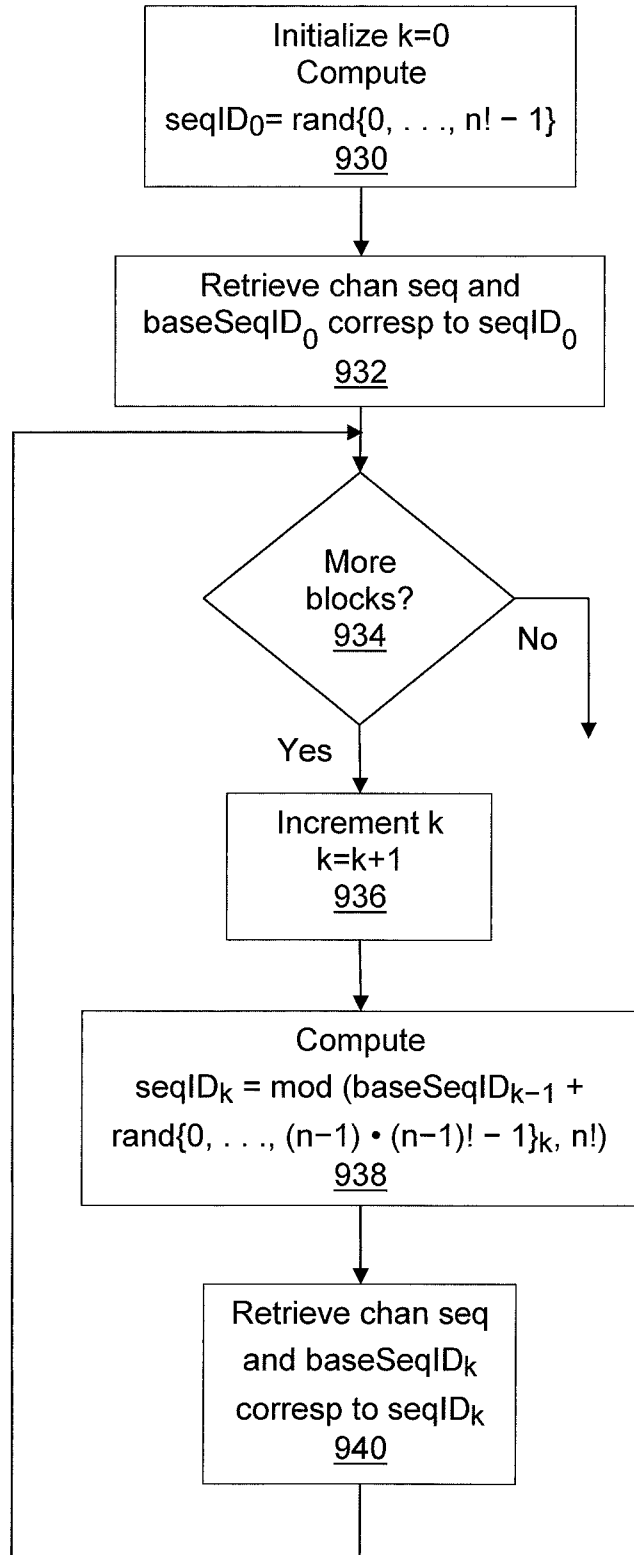 Initialize k=0
Compute
seqID₀= rand{0, . . ., n! − 1}
930
Retrieve chan seq and
baseSeqID₀ corresp to seqID₀
932
More
blocks?
934
No
Yes
Increment k
k=k+1
936
Compute
seqIDₖ = mod (baseSeqIDₖ₋₁ +
rand{0, . . ., (n−1) • (n−1)! − 1}ₖ, n!)
938
Retrieve chan seq
and baseSeqIDₖ
corresp to seqIDₖ
940